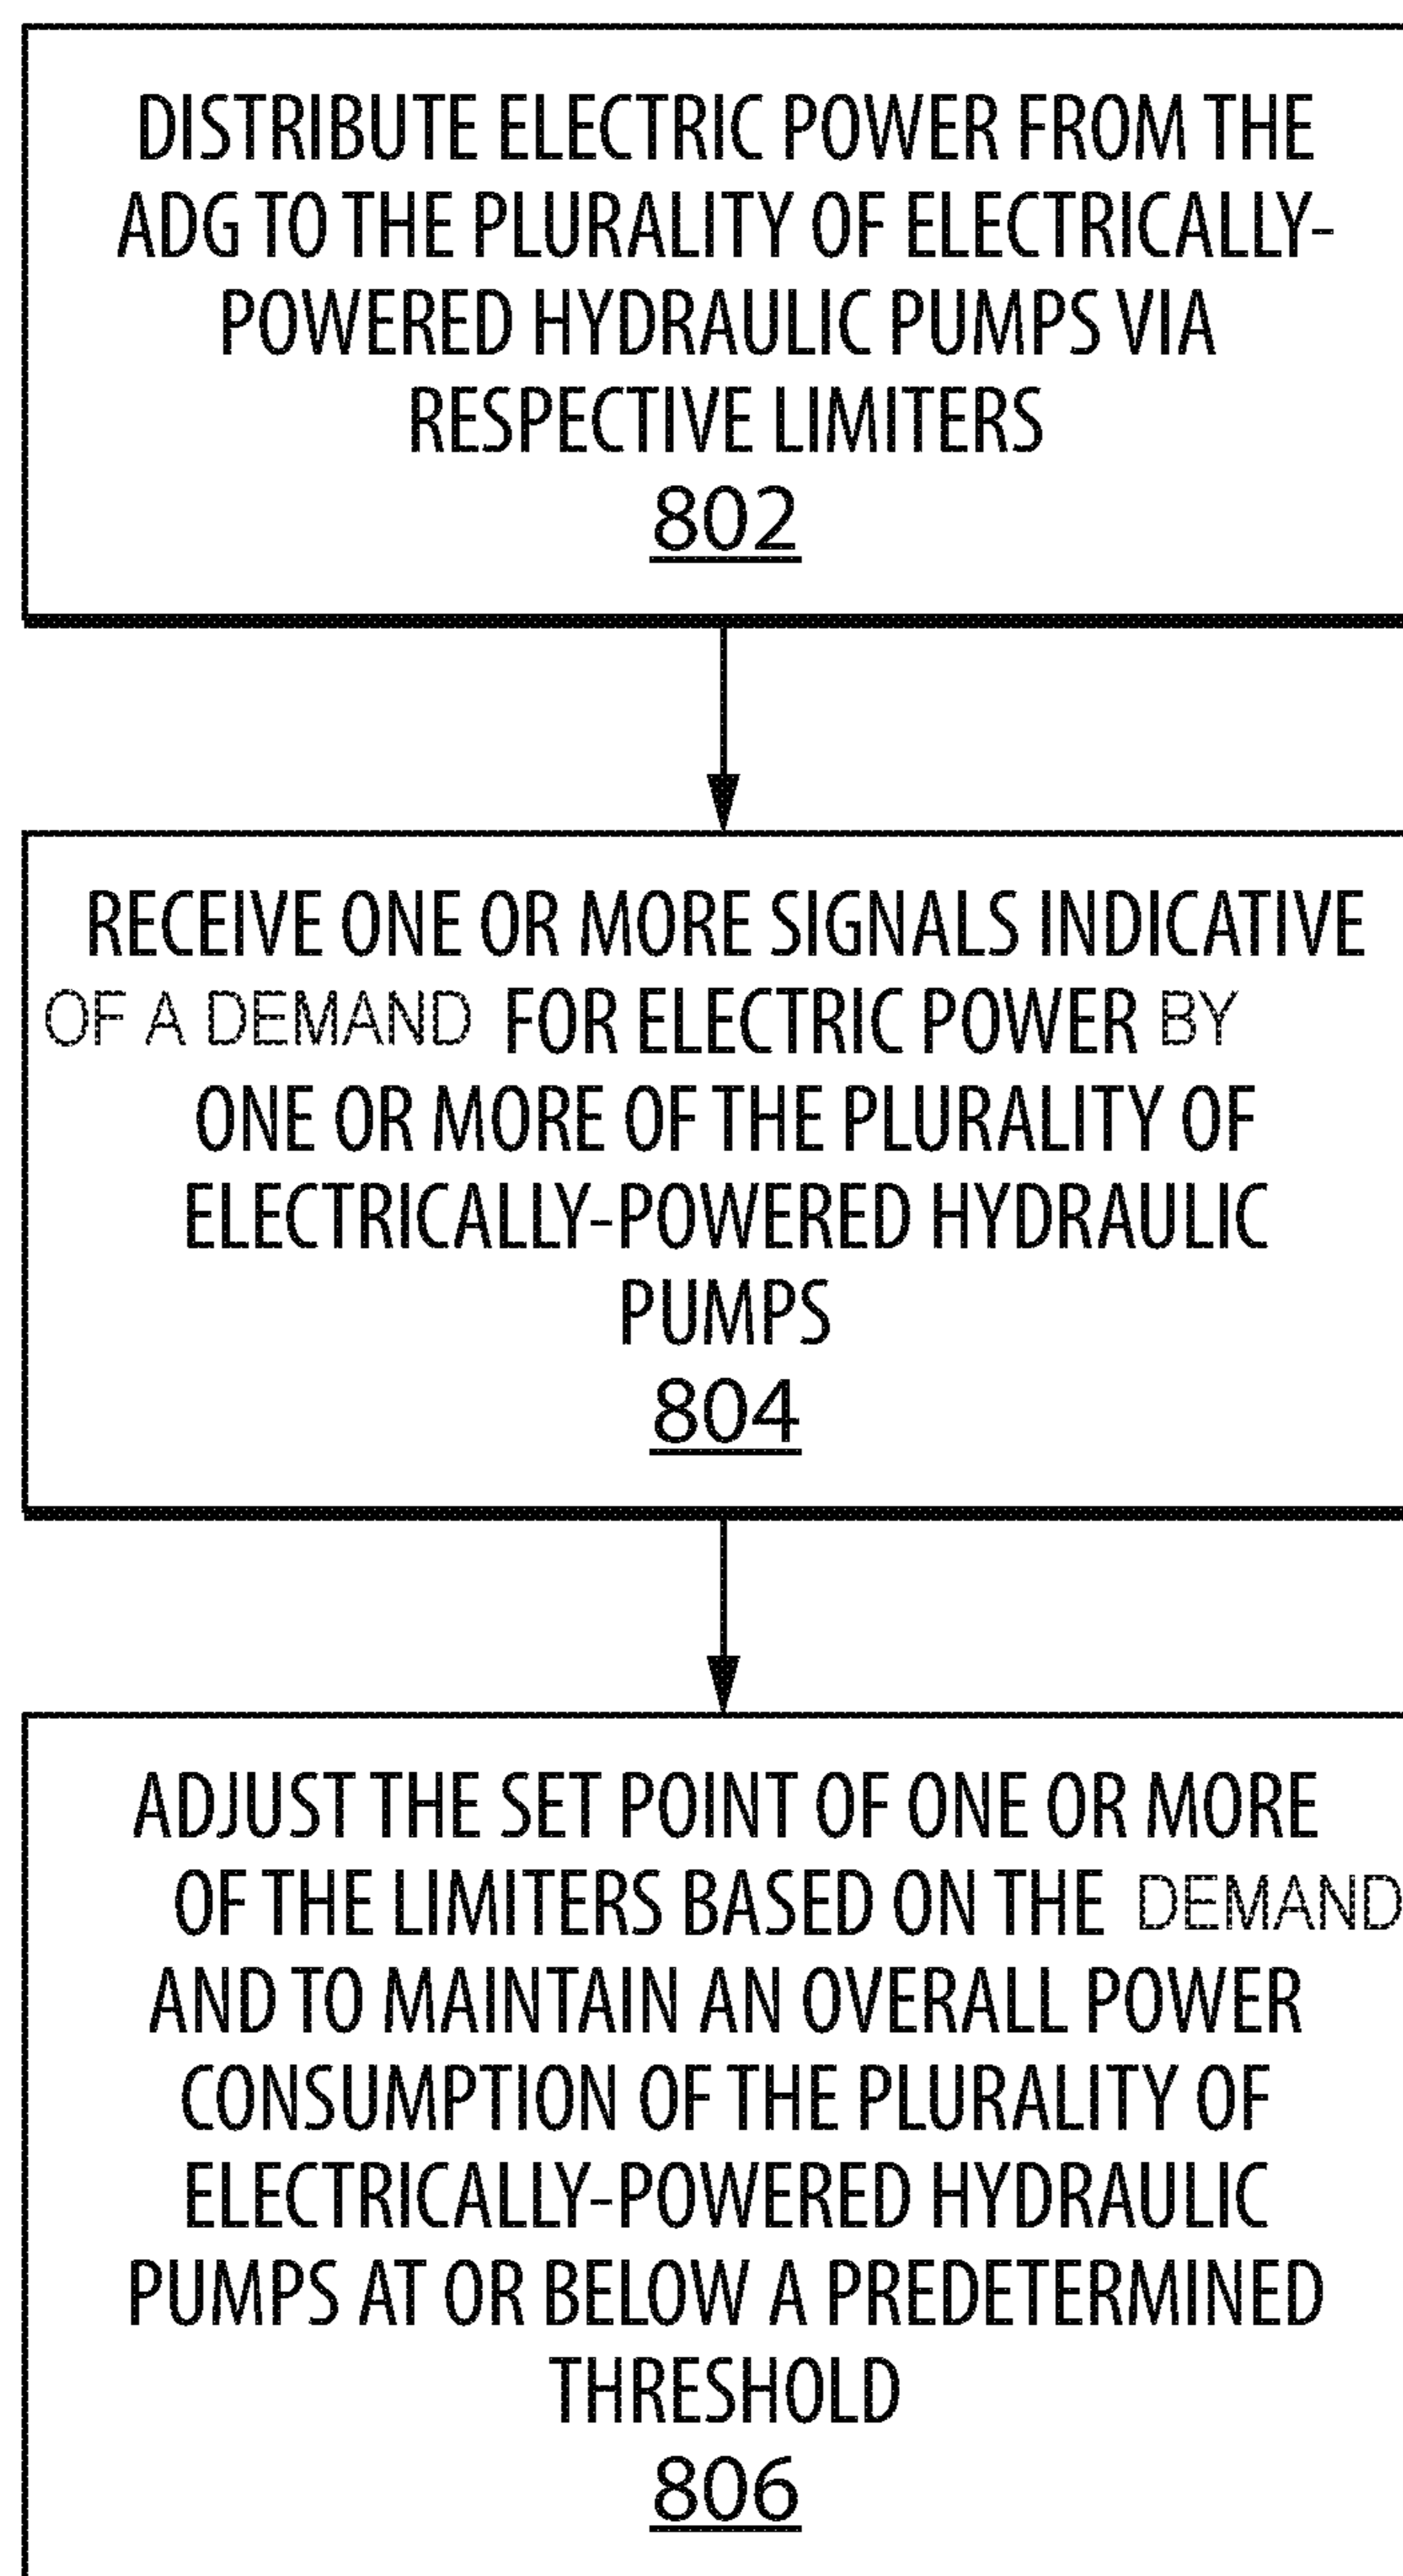 DISTRIBUTE ELECTRIC POWER FROM THE
ADG TO THE PLURALITY OF ELECTRICALLY-
POWERED HYDRAULIC PUMPS VIA
RESPECTIVE LIMITERS
802
RECEIVE ONE OR MORE SIGNALS INDICATIVE
OF A DEMAND FOR ELECTRIC POWER BY
ONE OR MORE OF THE PLURALITY OF
ELECTRICALLY-POWERED HYDRAULIC
PUMPS
804
ADJUST THE SET POINT OF ONE OR MORE
OF THE LIMITERS BASED ON THE DEMAND
AND TO MAINTAIN AN OVERALL POWER
CONSUMPTION OF THE PLURALITY OF
ELECTRICALLY-POWERED HYDRAULIC
PUMPS AT OR BELOW A PREDETERMINED
THRESHOLD
806